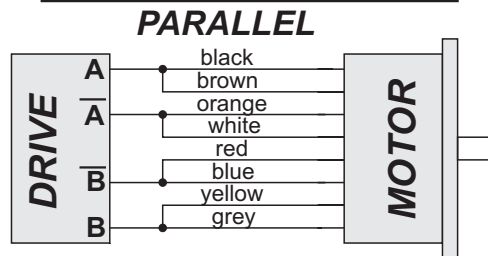 PARALLEL
DRIVE
A
A̅
B̅
B
black
brown
orange
white
red
blue
yellow
grey
MOTOR